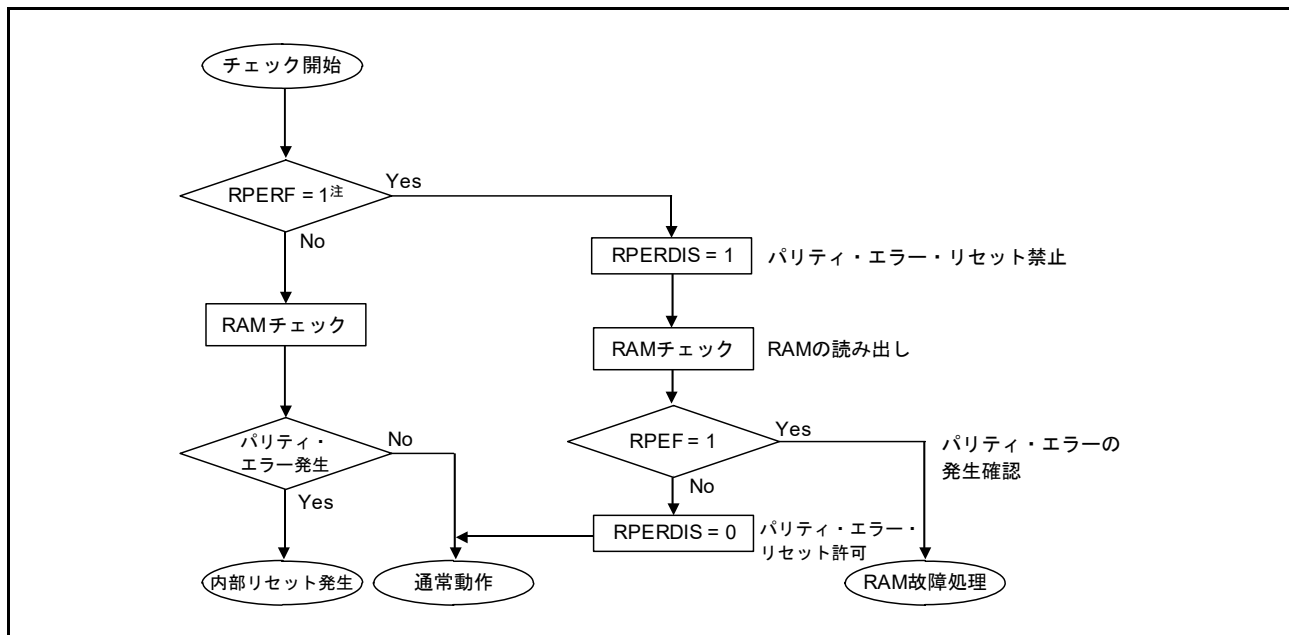 チェック開始
RPERF = 1注
Yes
No
RPERDIS = 1
パリティ・エラー・リセット禁止
RAMチェック
RAMチェック
RAMの読み出し
パリティ・
エラー発生
No
Yes
RPEF = 1
Yes
No
パリティ・エラーの
発生確認
RPERDIS = 0
パリティ・エラー・
リセット許可
内部リセット発生
通常動作
RAM故障処理